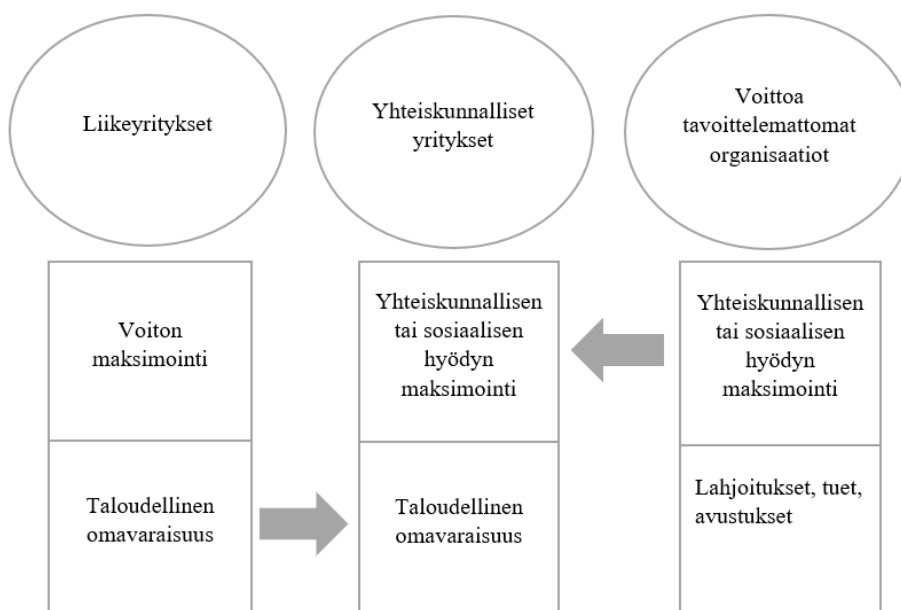 Liikeyritykset
Yhteiskunnalliset
yritykset
Voittoa
tavoittelemattomat
organisaatiot
Voiton
maksimointi
Yhteiskunnallisen
tai sosiaalisen
hyödyn
maksimointi
Yhteiskunnallisen
tai sosiaalisen
hyödyn
maksimointi
Taloudellinen
omavaraisuus
Taloudellinen
omavaraisuus
Lahjoitukset, tuet,
avustukset